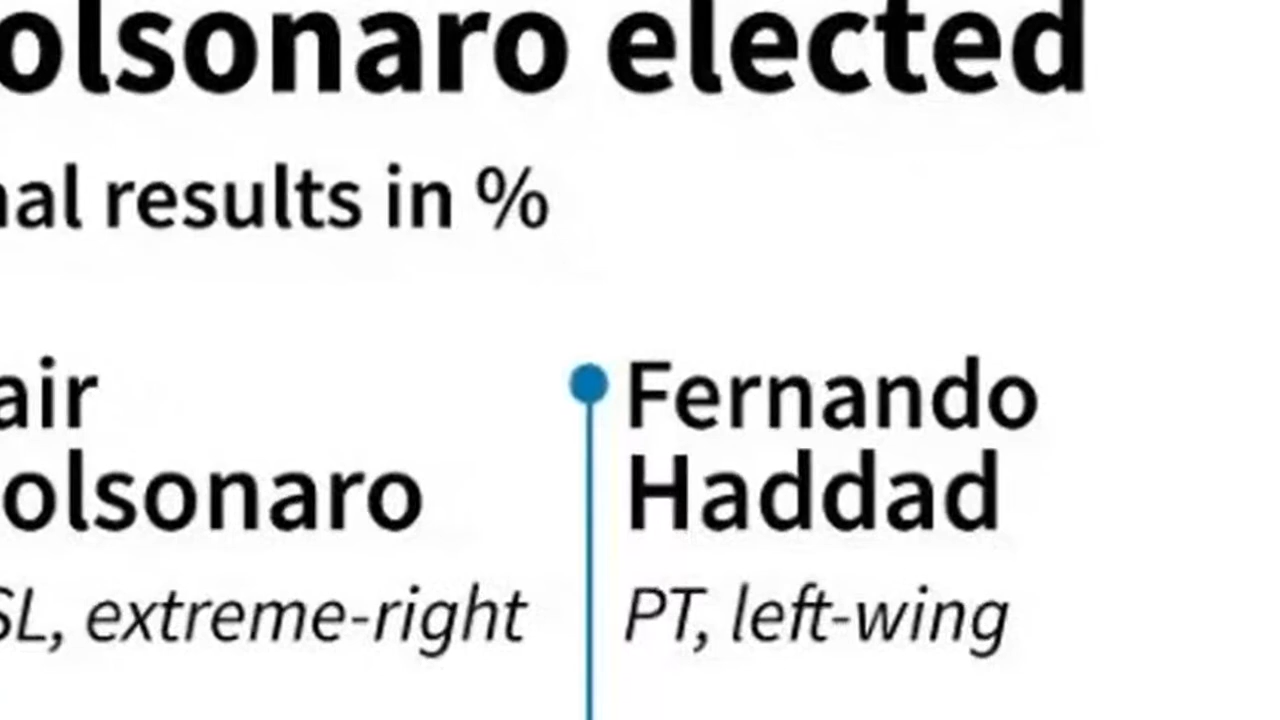 olsonaro elected
nal results in %
air
olsonaro
Fernando
Haddad
SL, extreme-right
PT, left-wing